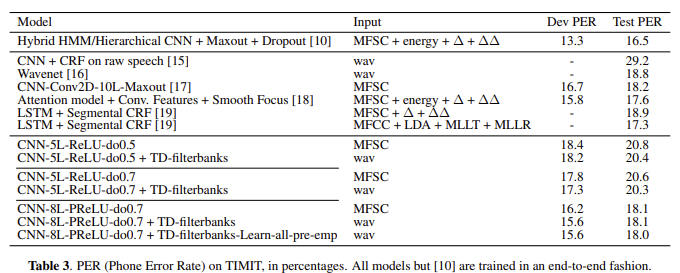 Model Input Dev PER Test PER
Hybrid HMM/Hierarchical CNN + Maxout + Dropout [10] MFSC + energy + Δ + ΔΔ 13.3 16.5
CNN + CRF on raw speech [15] wav - 29.2
Wavenet [16] wav - 18.8
CNN-Conv2D-10L-Maxout [17] MFSC 16.7 18.2
Attention model + Conv. Features + Smooth Focus [18] MFSC + energy + Δ + ΔΔ 15.8 17.6
LSTM + Segmental CRF [19] MFSC + Δ + ΔΔ - 18.9
LSTM + Segmental CRF [19] MFCC + LDA + MLLT + MLLR - 17.3
CNN-5L-ReLU-do0.5 MFSC 18.4 20.8
CNN-5L-ReLU-do0.5 + TD-filterbanks wav 18.2 20.4
CNN-5L-ReLU-do0.7 MFSC 17.8 20.6
CNN-5L-ReLU-do0.7 + TD-filterbanks wav 17.3 20.3
CNN-8L-PReLU-do0.7 MFSC 16.2 18.1
CNN-8L-PReLU-do0.7 + TD-filterbanks wav 15.6 18.1
CNN-8L-PReLU-do0.7 + TD-filterbanks-Learn-all-pre-emp wav 15.6 18.0
Table 3. PER (Phone Error Rate) on TIMIT, in percentages. All models but [10] are trained in an end-to-end fashion.